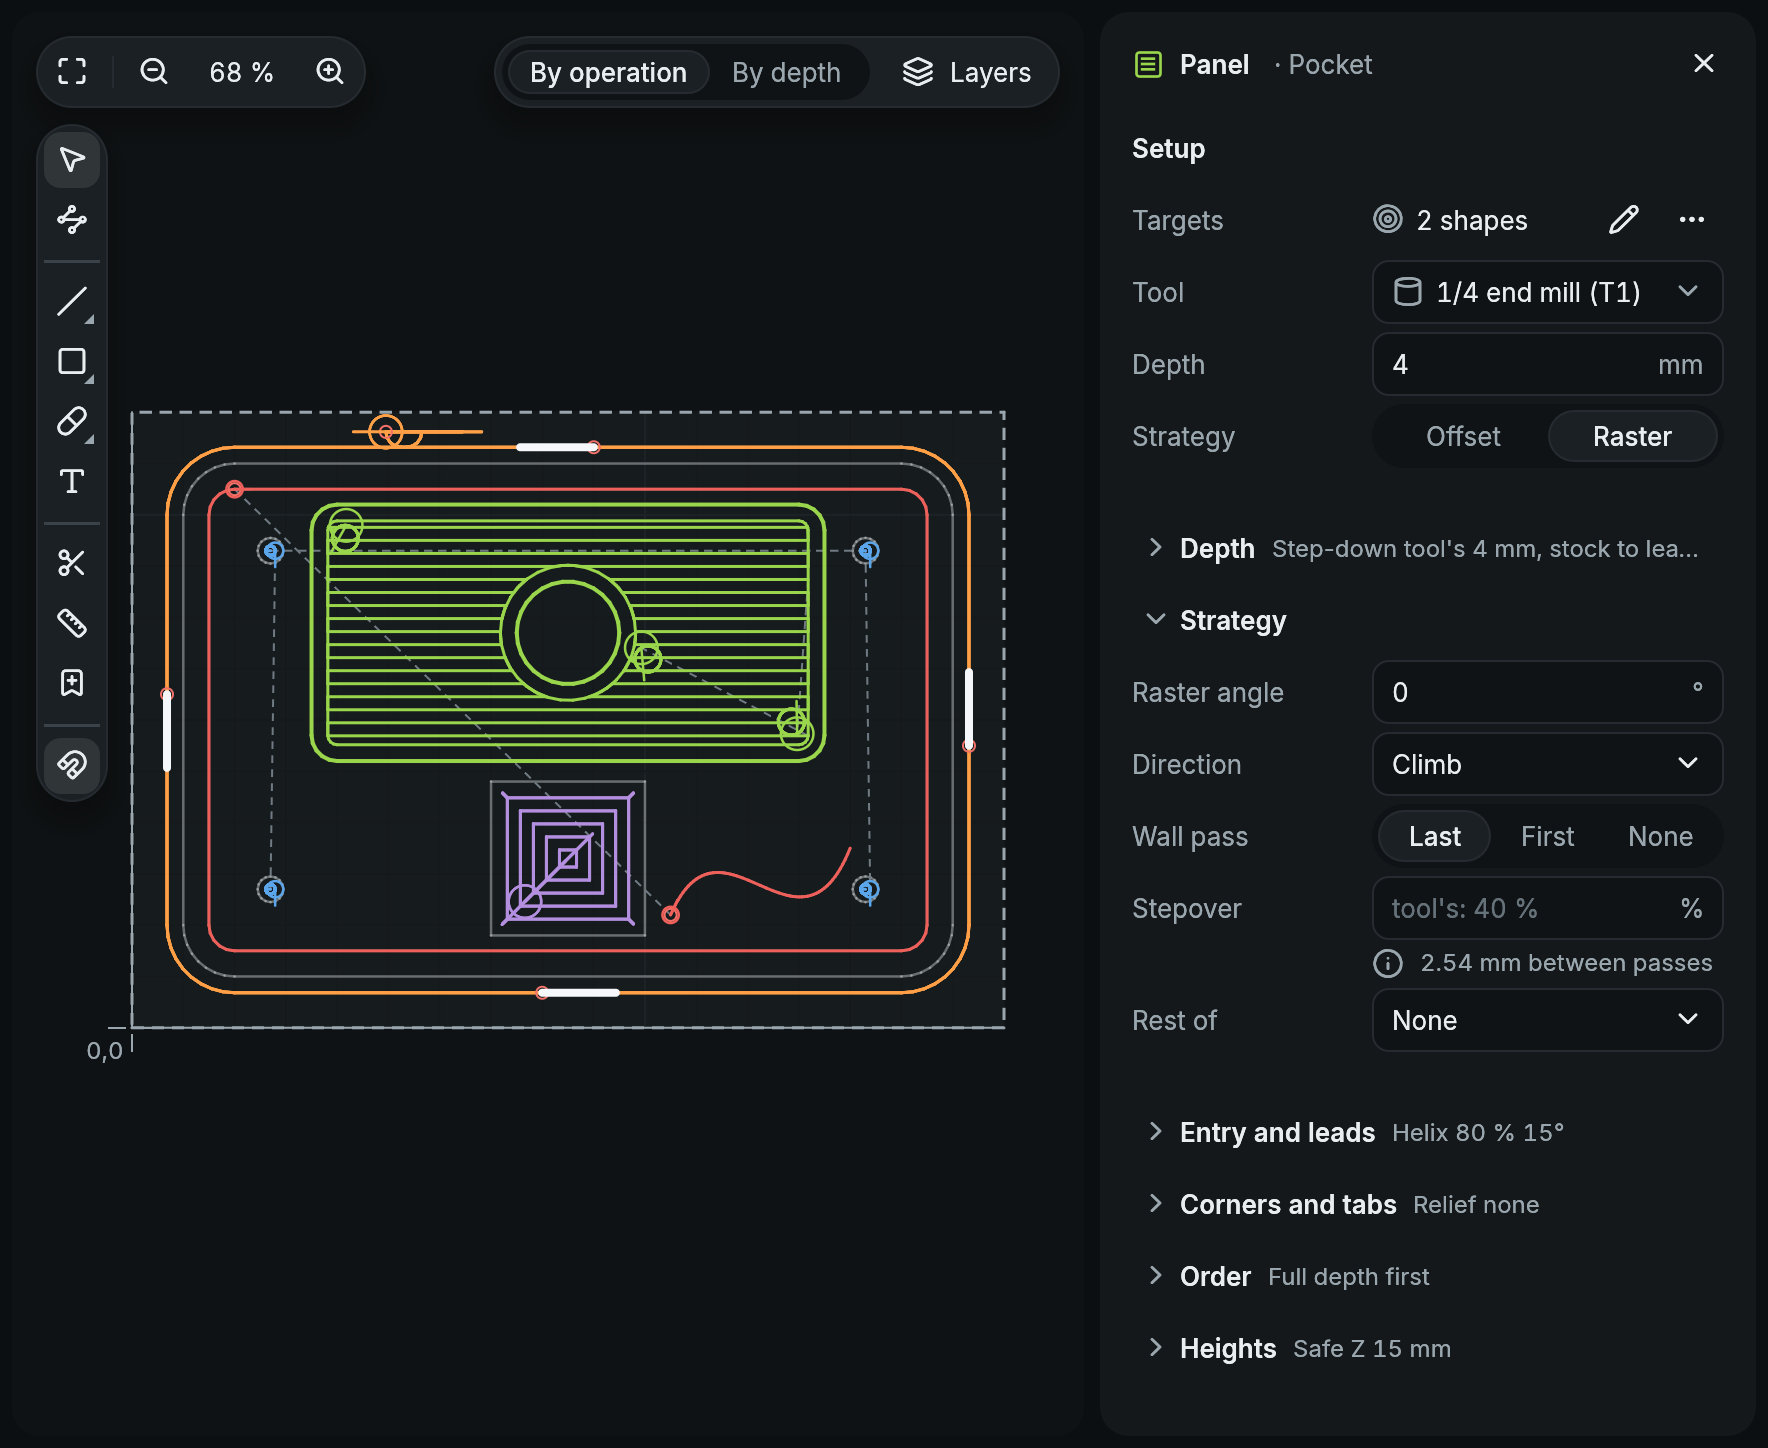 68 %
By operation
By depth
Layers
0,0
Panel · Pocket
Setup
Targets
2 shapes
Tool
1/4 end mill (T1)
Depth
4
mm
Strategy
Offset
Raster
Depth Step-down tool's 4 mm, stock to lea...
Strategy
Raster angle
0
°
Direction
Climb
Wall pass
Last
First
None
Stepover
tool's: 40 %
%
2.54 mm between passes
Rest of
None
Entry and leads Helix 80 % 15°
Corners and tabs Relief none
Order Full depth first
Heights Safe Z 15 mm